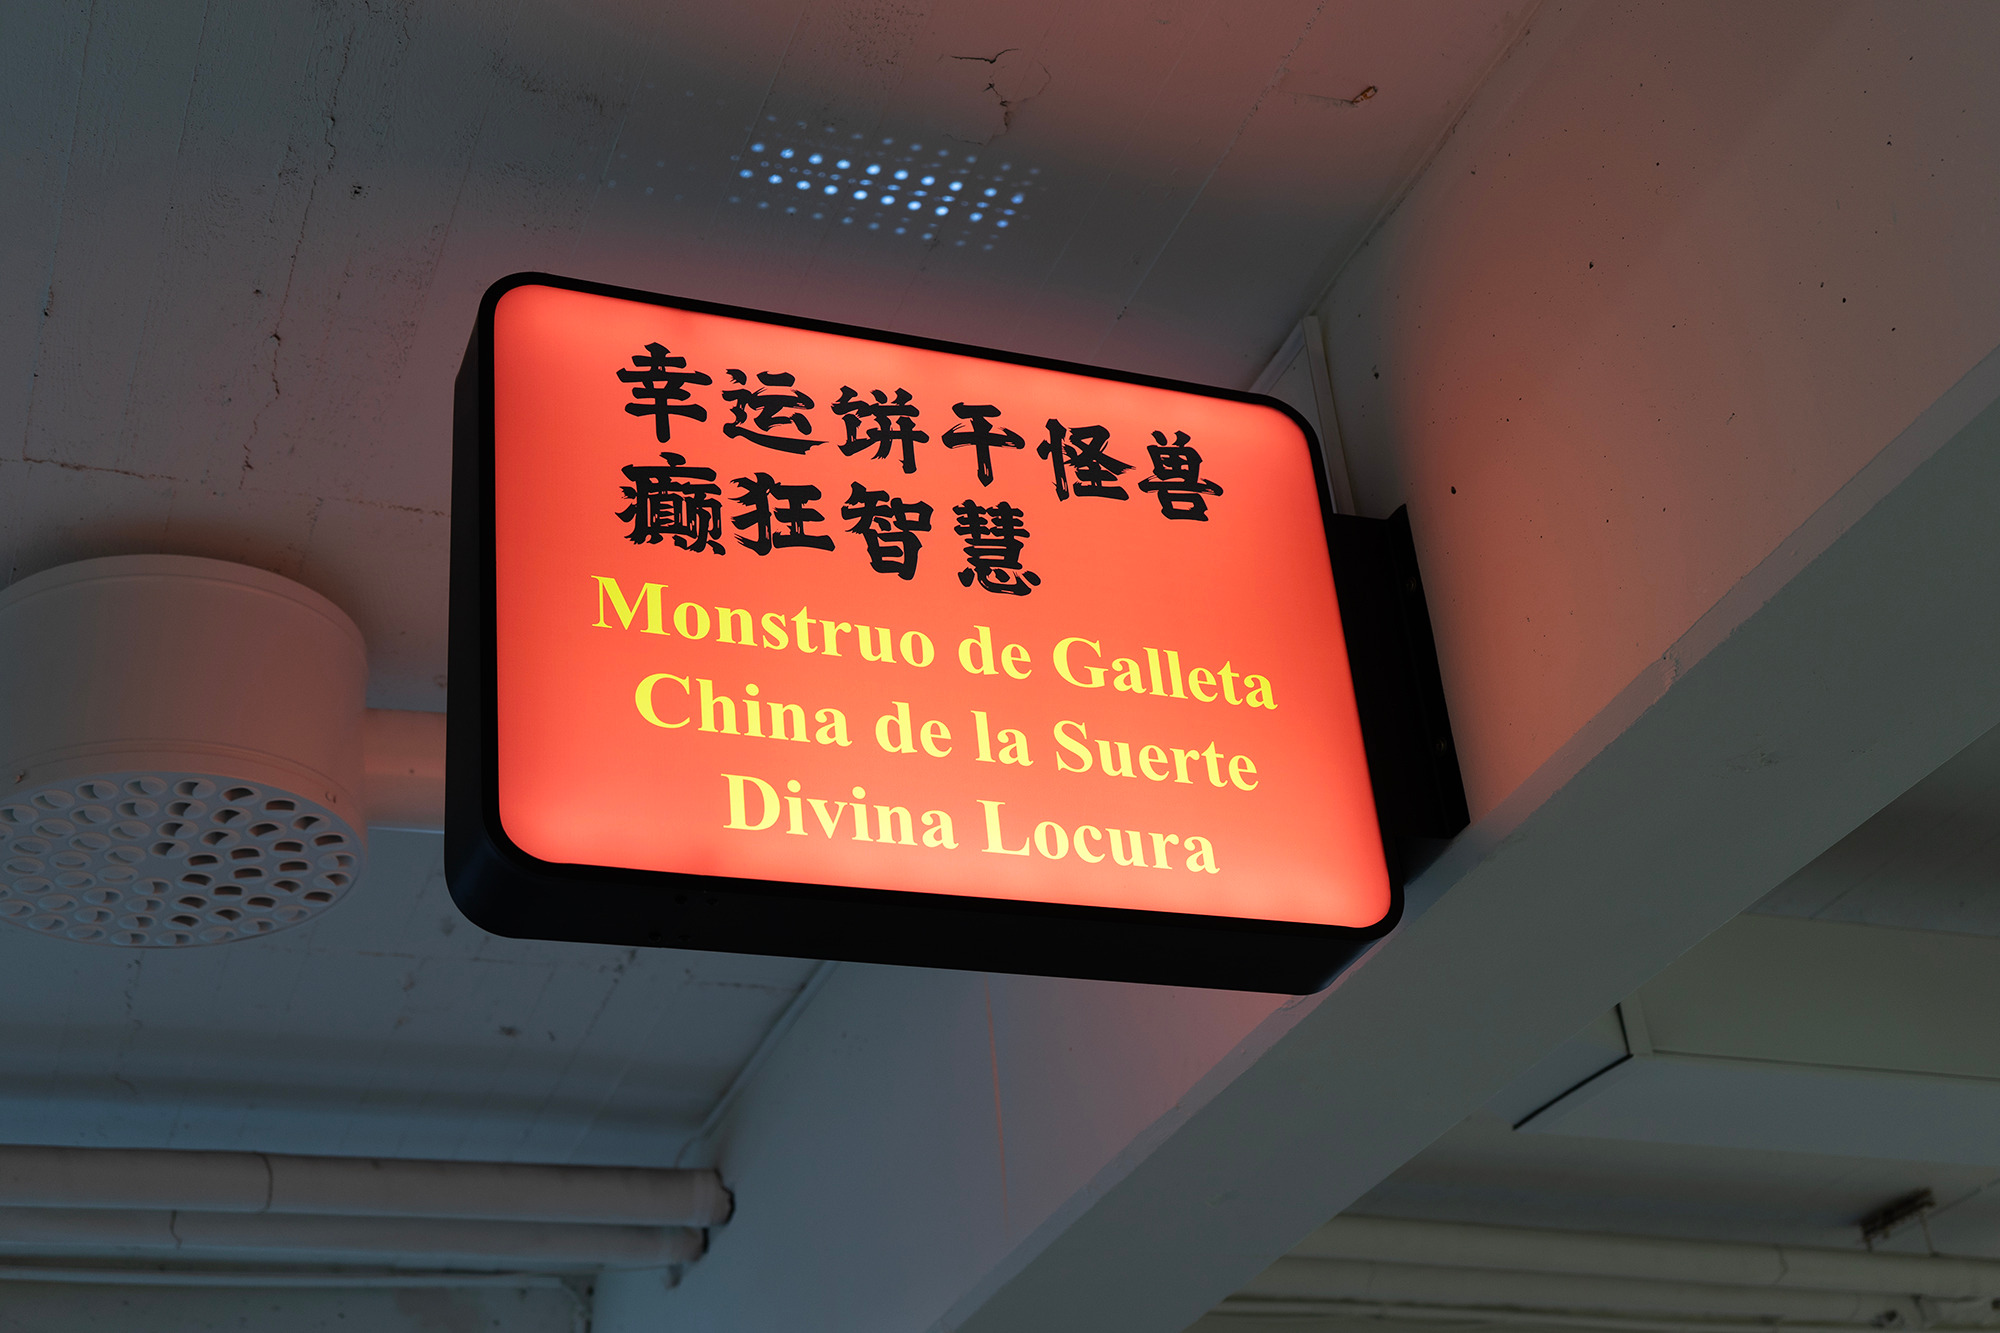 幸运饼干怪兽
癫狂智慧
Monstruo de Galleta
China de la Suerte
Divina Locura